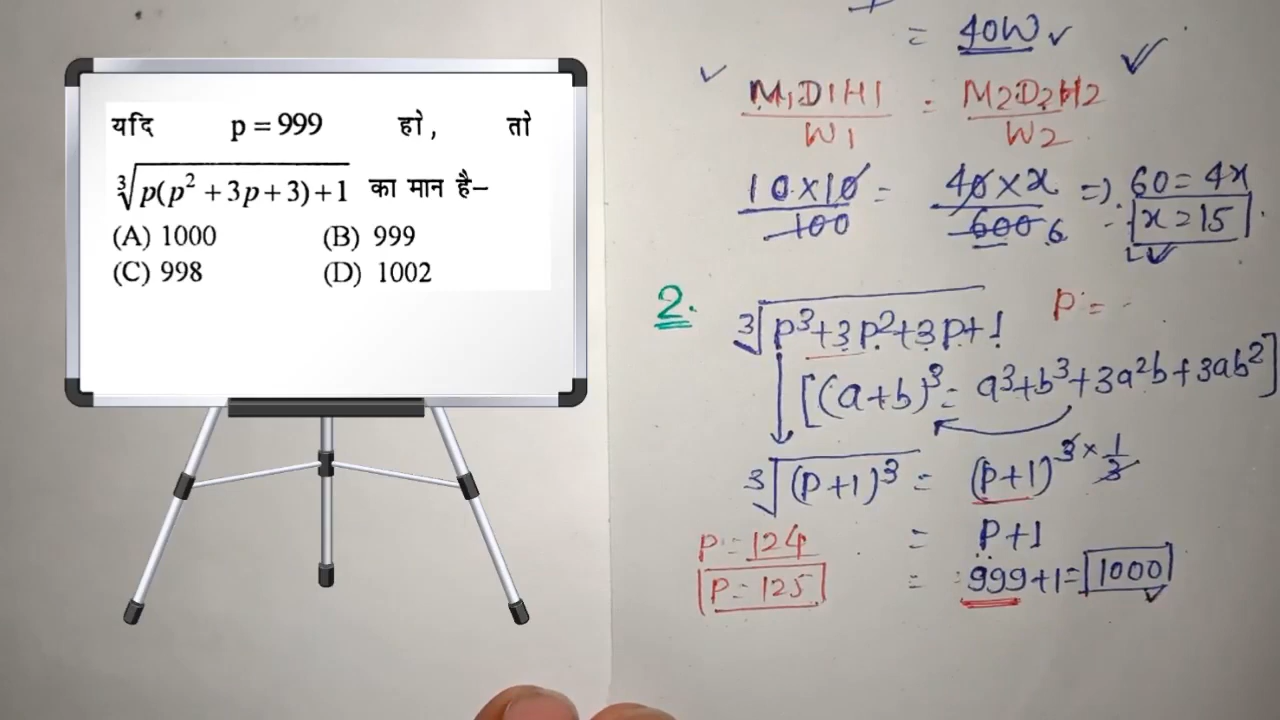 यदि p = 999 हो, तो
∛p(p² + 3p + 3) + 1 का मान है–
(A) 1000 (B) 999
(C) 998 (D) 1002
= 40W ✓
✓ M1D1H1 / W1 = M2D2H2 / W2
10 × 10 / 100 = 40 × x / 600 6 => 60 = 4x
x = 15
2. ∛p³+3p²+3p+1 P =
[(a+b)³ = a³+b³+3a²b+3ab²]
∛(p+1)³ = (p+1)^3×1/3
= p+1
= 999+1 = 1000
P = 124
P = 125